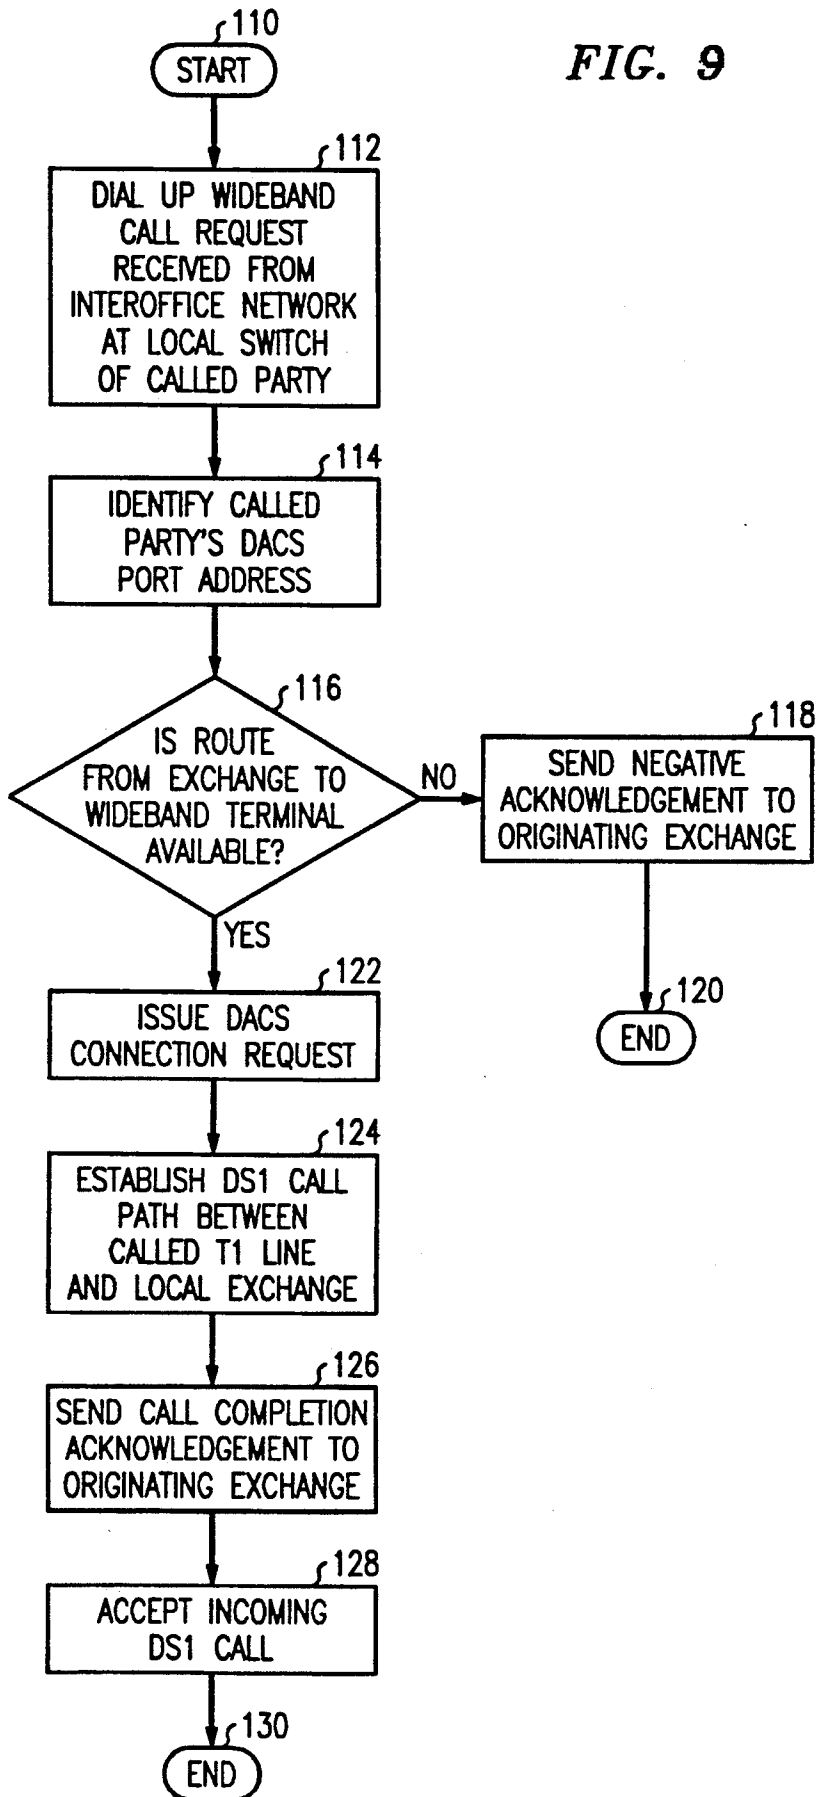 FIG. 9
110
START
112
DIAL UP WIDEBAND
CALL REQUEST
RECEIVED FROM
INTEROFFICE NETWORK
AT LOCAL SWITCH
OF CALLED PARTY
114
IDENTIFY CALLED
PARTY'S DACS
PORT ADDRESS
116
IS ROUTE
FROM EXCHANGE TO
WIDEBAND TERMINAL
AVAILABLE?
NO
118
SEND NEGATIVE
ACKNOWLEDGEMENT TO
ORIGINATING EXCHANGE
120
END
YES
122
ISSUE DACS
CONNECTION REQUEST
124
ESTABLISH DS1 CALL
PATH BETWEEN
CALLED T1 LINE
AND LOCAL EXCHANGE
126
SEND CALL COMPLETION
ACKNOWLEDGEMENT TO
ORIGINATING EXCHANGE
128
ACCEPT INCOMING
DS1 CALL
130
END